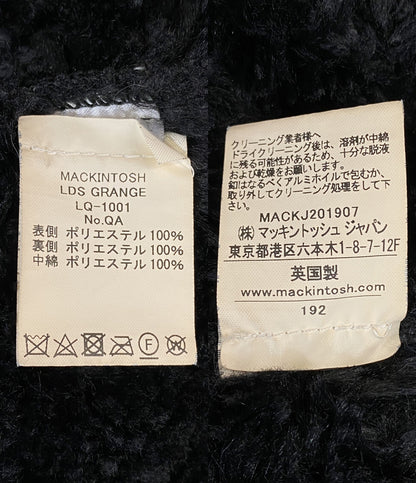 MACKINTOSH
LDS GRANGE
LQ-1001
No.QA
表側 ポリエステル 100%
裏側 ポリエステル 100%
中綿 ポリエステル 100%
F
W
クリーニング業者様へ
ドライクリーニング後は、溶剤が中綿
に残る可能性があるため、十分な脱液
および乾燥をお願いします。
釦はなるべくアルミホイルで包むか、
取り外してクリーニング処理をして下
さい。
MACKJ201907
(株) マッキントッシュ ジャパン
東京都港区六本木1-8-7-12F
英国製
www.mackintosh.com
192